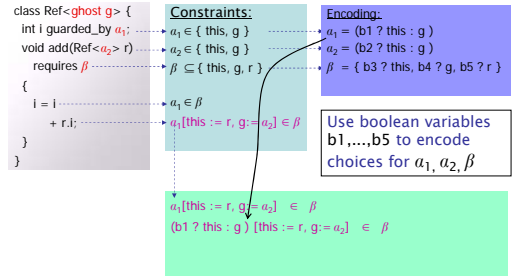 class Ref<ghost g> {
int i guarded_by α1;
void add(Ref<α2> r)
requires β
{
i = i
+ r.i;
}
}
Constraints:
α1 ∈ { this, g }
α2 ∈ { this, g }
β ⊆ { this, g, r }
α1 ∈ β
α1[this := r, g:= α2] ∈ β
Encoding:
α1 = (b1 ? this : g )
α2 = (b2 ? this : g )
β = { b3 ? this, b4 ? g, b5 ? r }
Use boolean variables
b1,...,b5 to encode
choices for α1, α2, β
α1[this := r, g:= α2] ∈ β
(b1 ? this : g ) [this := r, g:= α2] ∈ β